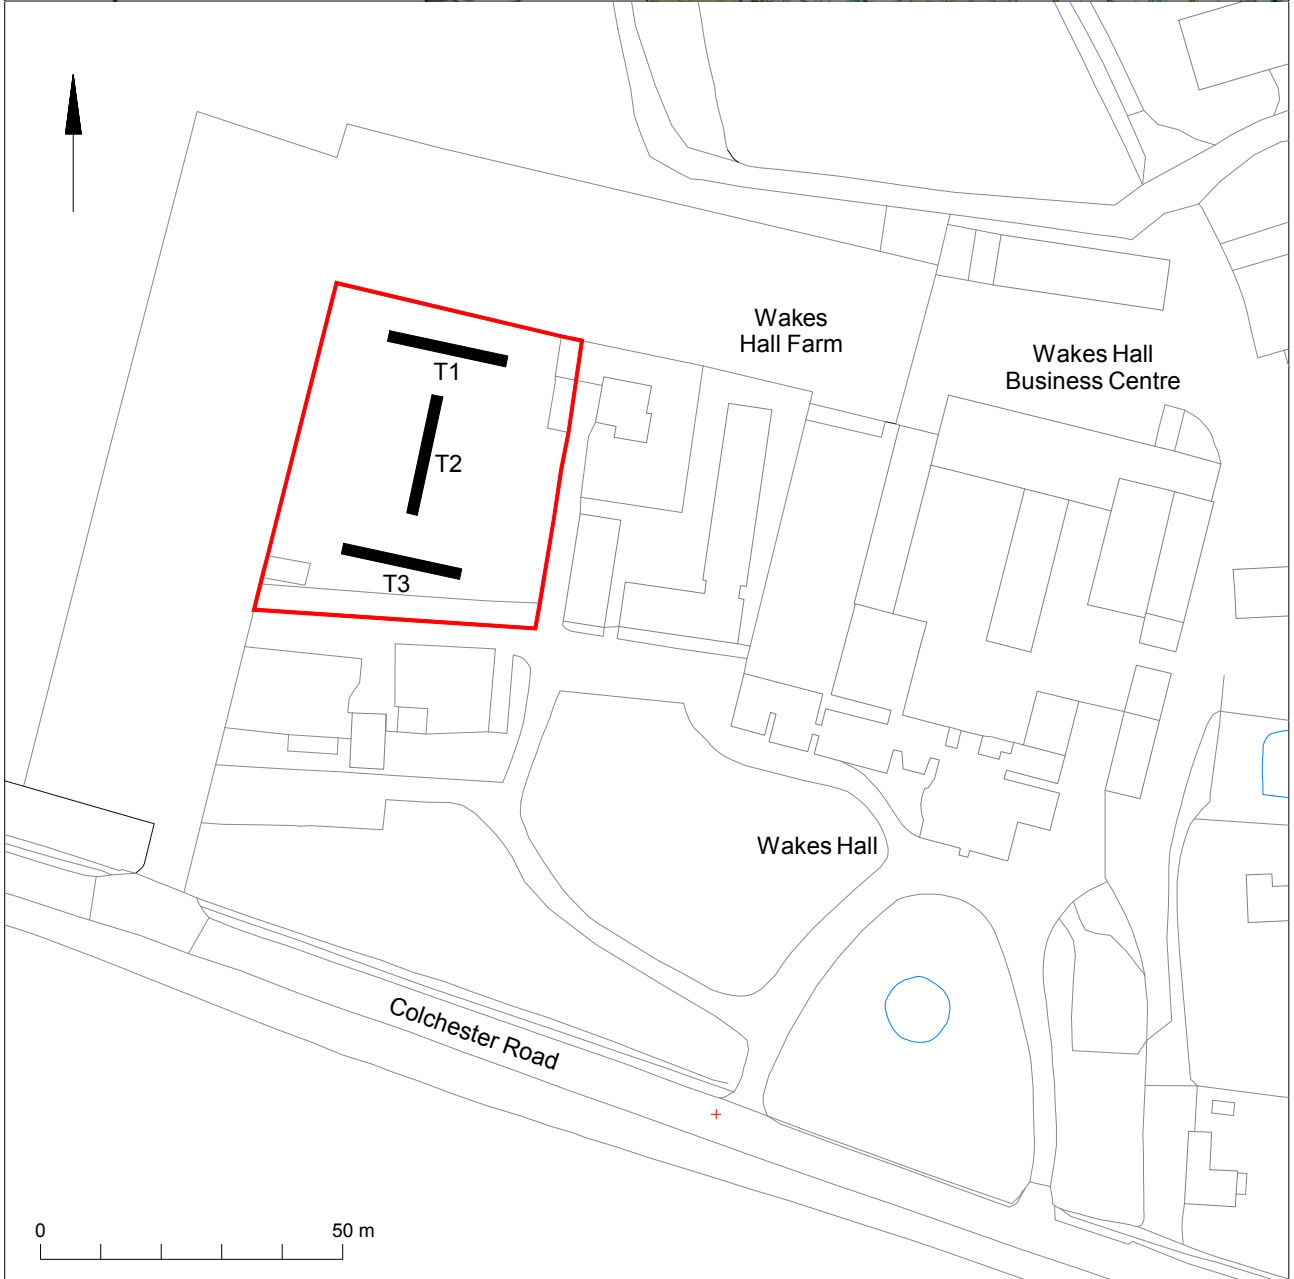 Wakes
Hall Farm
Wakes Hall
Business Centre
T1
T2
T3
Wakes Hall
Colchester Road
0 50 m